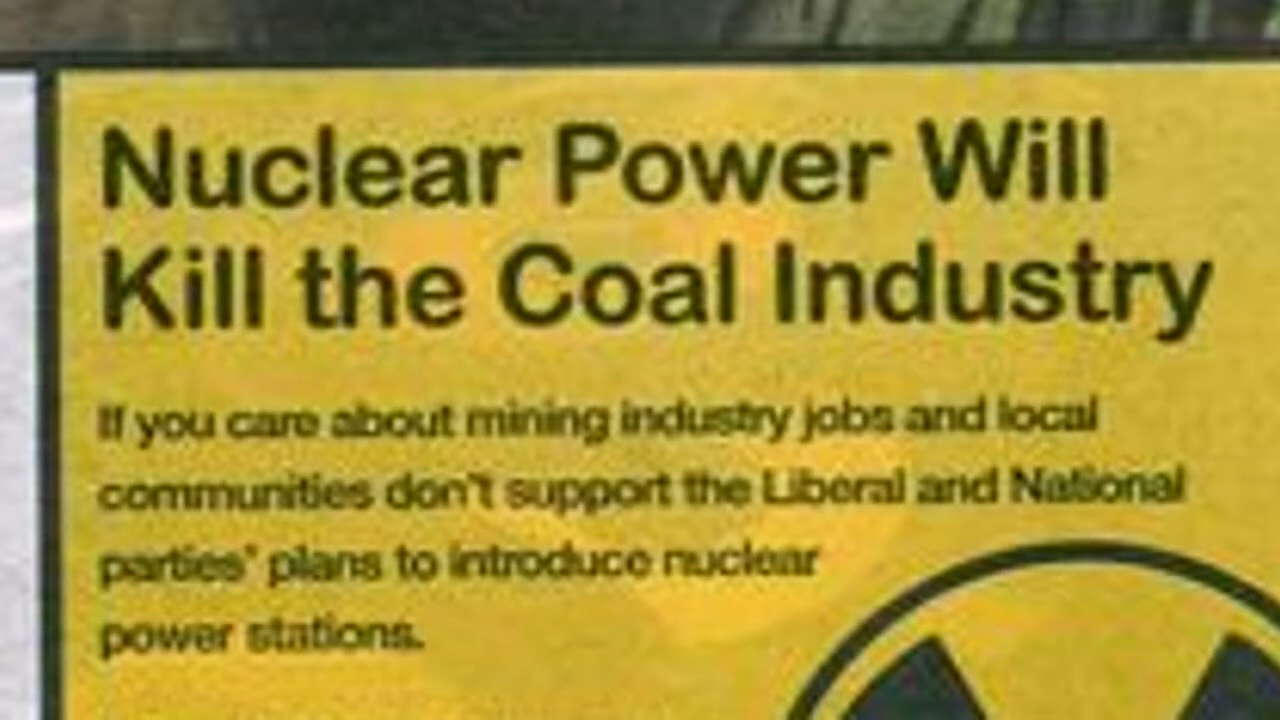 Nuclear Power Will
Kill the Coal Industry
If you care about mining industry jobs and local
communities don't support the Liberal and National
parties' plans to introduce nuclear
power stations.